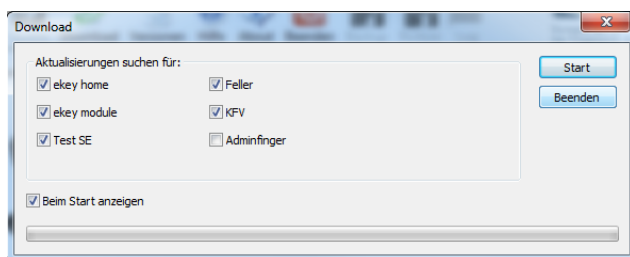 Download
Aktualisierungen suchen für:
ekey home
Feller
Start
ekey module
KFV
Beenden
Test SE
Adminfinger
Beim Start anzeigen